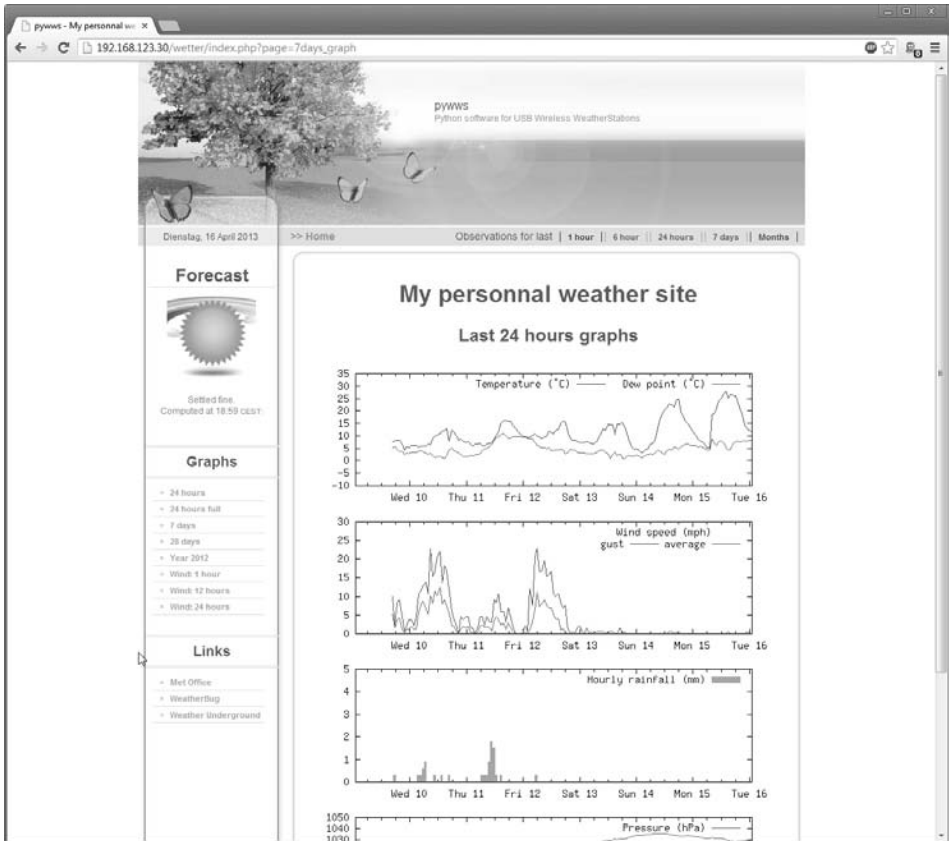 pywws - My personnal we
192.168.123.30/wetter/index.php?page=7days_graph
pywws
Python software for USB Wireless WeatherStations
Dienstag, 16 April 2013
>> Home
Observations for last | 1 hour || 6 hour || 24 hours || 7 days || Months |
Forecast
Settled fine.
Computed at 18:59 CEST
Graphs
24 hours
24 hours full
7 days
28 days
Year 2012
Wind: 1 hour
Wind: 12 hours
Wind: 24 hours
Links
Met Office
WeatherBug
Weather Underground
My personnal weather site
Last 24 hours graphs
Temperature (°C) Dew point (°C)
35
30
25
20
15
10
5
0
-5
-10
Wed 10 Thu 11 Fri 12 Sat 13 Sun 14 Mon 15 Tue 16
Wind speed (mph)
gust average
30
25
20
15
10
5
0
Wed 10 Thu 11 Fri 12 Sat 13 Sun 14 Mon 15 Tue 16
Hourly rainfall (mm)
5
4
3
2
1
0
Wed 10 Thu 11 Fri 12 Sat 13 Sun 14 Mon 15 Tue 16
Pressure (hPa)
1050
1040
1030